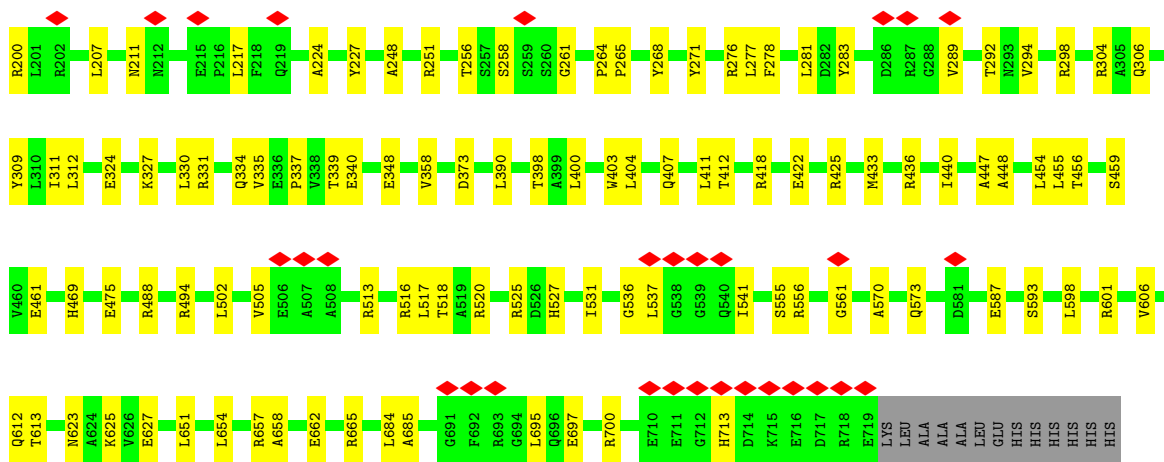 R200 L201 R202 L207 N211 N212 E215 P216 L217 F218 Q219 A224 Y227 A248 R251 T256 S257 S258 S259 S260 G261 P264 P265 Y268 Y271 R276 L277 F278 L281 D282 Y283 D286 R287 G288 V289 T292 N293 V294 R298 R304 A305 Q306
Y309 L310 I311 L312 E324 K327 L330 R331 Q334 V335 E336 P337 V338 T339 E340 E348 V358 D373 L390 T398 A399 L400 W403 L404 Q407 L411 T412 R418 E422 R425 M433 R436 I440 A447 A448 L454 L455 T456 S459
V460 E461 H469 E475 R488 R494 L502 V505 E506 A507 A508 R513 R516 L517 T518 A519 R520 R525 D526 H527 I531 G536 L537 G538 G539 Q540 I541 S555 R556 G561 A570 Q573 D581 E587 S593 L598 R601 V606
Q612 T613 N623 A624 K625 V626 E627 L651 L654 R657 A658 E662 R665 L684 A685 G691 F692 R693 G694 L695 Q696 E697 R700 E710 E711 G712 H713 D714 K715 E716 D717 R718 E719 LYS LEU ALA ALA ALA LEU GLU HIS HIS HIS HIS HIS HIS